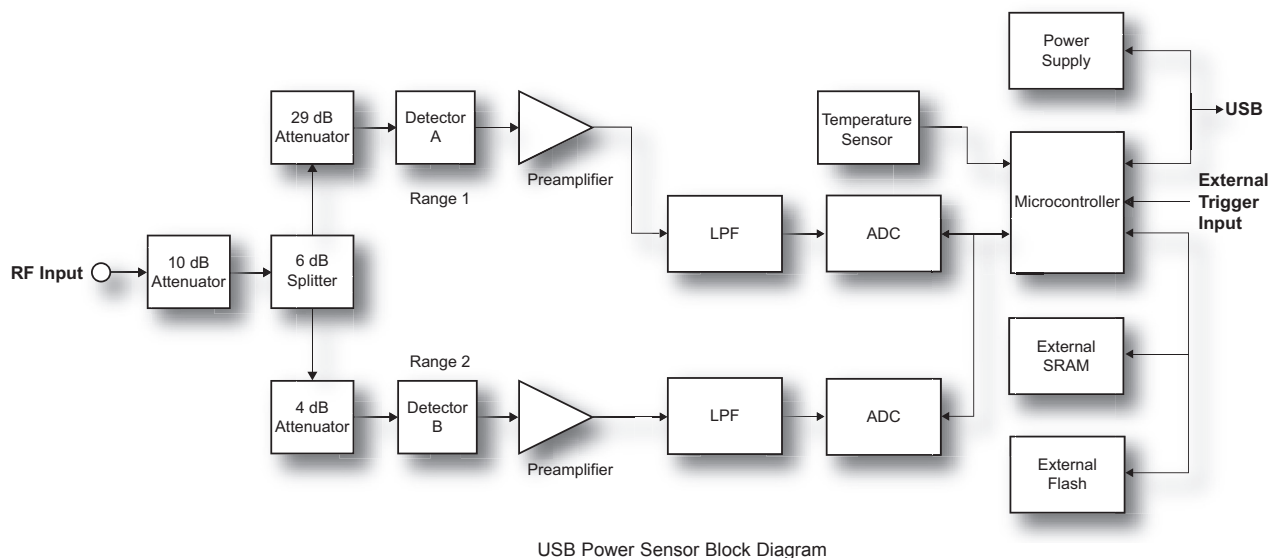 Power
Supply
USB
29 dB
Attenuator
Detector
A
Preamplifier
Range 1
Temperature
Sensor
Microcontroller
External
Trigger
Input
RF Input
10 dB
Attenuator
6 dB
Splitter
LPF
ADC
External
SRAM
Range 2
4 dB
Attenuator
Detector
B
Preamplifier
LPF
ADC
External
Flash
USB Power Sensor Block Diagram